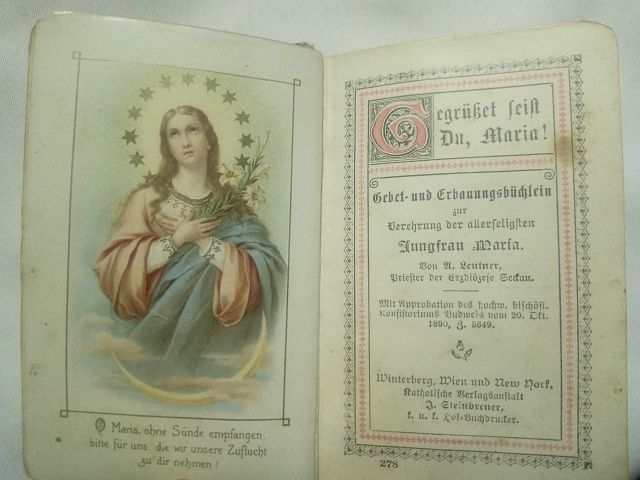 O Maria, ohne Sünde empfangen,
bitte für uns, die wir unsere Zuflucht
zu dir nehmen!
Gegrüßet seist
Du, Maria!
Gebet- und Erbauungsbüchlein
zur
Verehrung der allerseligsten
Jungfrau Maria.
Von A. Leutner,
Priester der Erzdiözese Seckau.
Mit Approbation des hochw. bischöfl.
Konsistoriums Budweis vom 20. Okt.
1890, Z. 5649.
Winterberg, Wien und New York.
Katholische Verlagsanstalt
J. Steinbrener,
k. u. k. Hof-Buchdrucker.
278